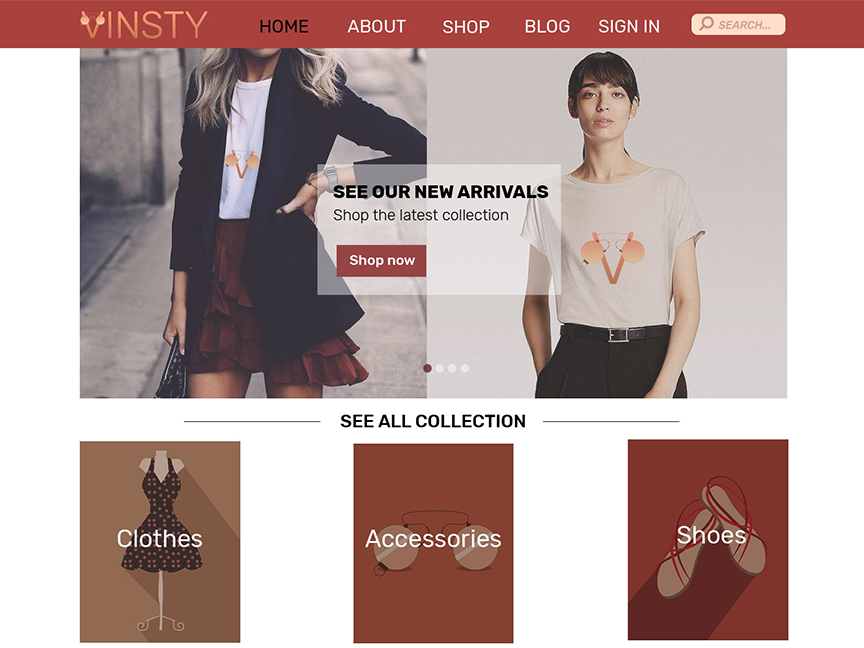 VINSTY
HOME
ABOUT
SHOP
BLOG
SIGN IN
SEARCH...
SEE OUR NEW ARRIVALS
Shop the latest collection
Shop now
SEE ALL COLLECTION
Clothes
Accessories
Shoes